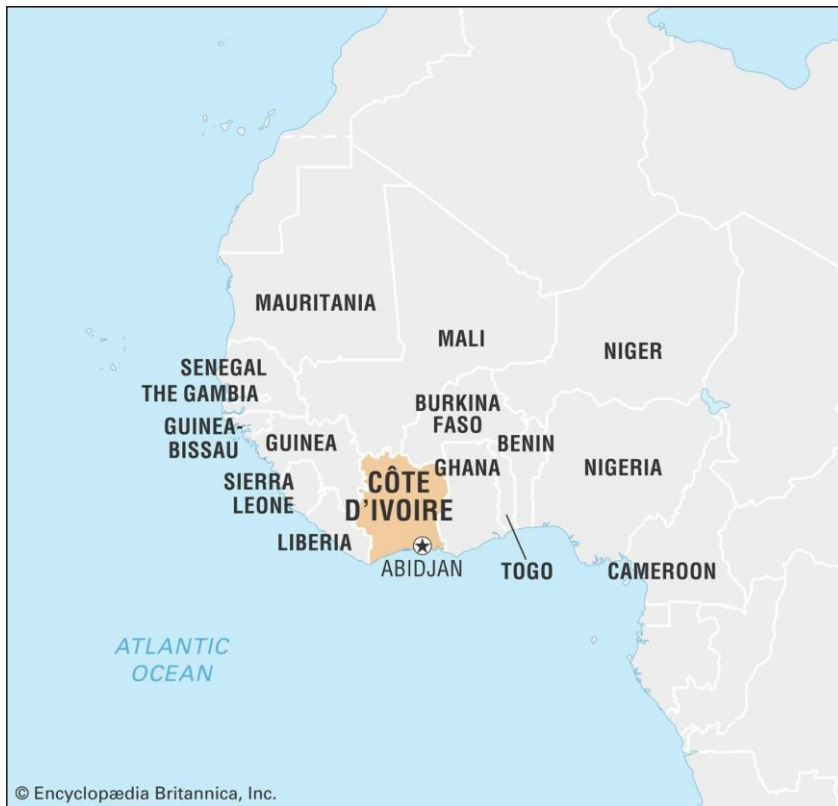 MAURITANIA
MALI
NIGER
SENEGAL
THE GAMBIA
GUINEA-
BISSAU
GUINEA
BURKINA
FASO
BENIN
GHANA
NIGERIA
SIERRA
LEONE
CÔTE
D'IVOIRE
LIBERIA
ABIDJAN
TOGO
CAMEROON
ATLANTIC
OCEAN
© Encyclopædia Britannica, Inc.